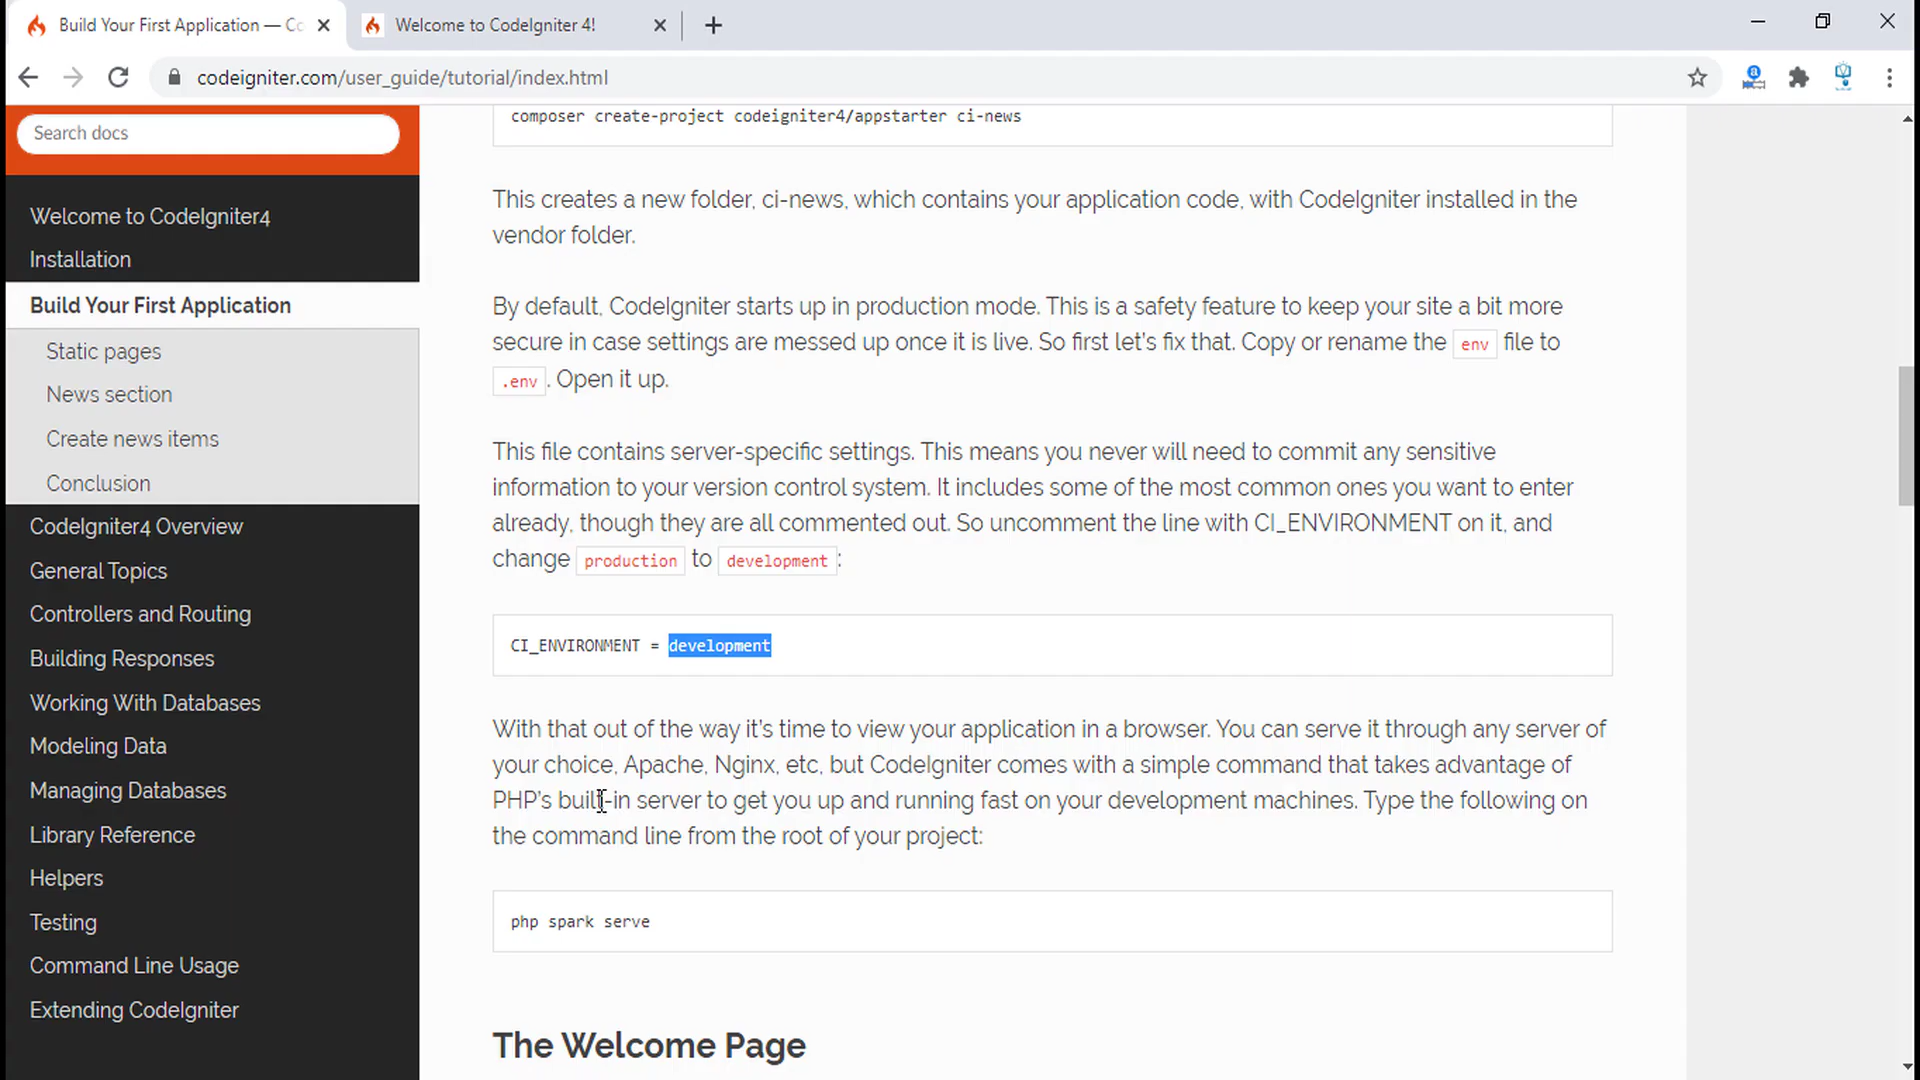 Build Your First Application — Co
Welcome to CodeIgniter 4!
codeigniter.com/user_guide/tutorial/index.html
Search docs
Welcome to CodeIgniter4
Installation
Build Your First Application
Static pages
News section
Create news items
Conclusion
CodeIgniter4 Overview
General Topics
Controllers and Routing
Building Responses
Working With Databases
Modeling Data
Managing Databases
Library Reference
Helpers
Testing
Command Line Usage
Extending CodeIgniter
composer create-project codeigniter4/appstarter ci-news
This creates a new folder, ci-news, which contains your application code, with CodeIgniter installed in the
vendor folder.
By default, CodeIgniter starts up in production mode. This is a safety feature to keep your site a bit more
secure in case settings are messed up once it is live. So first let's fix that. Copy or rename the env file to
.env. Open it up.
This file contains server-specific settings. This means you never will need to commit any sensitive
information to your version control system. It includes some of the most common ones you want to enter
already, though they are all commented out. So uncomment the line with CI_ENVIRONMENT on it, and
change production to development:
CI_ENVIRONMENT = development
With that out of the way it's time to view your application in a browser. You can serve it through any server of
your choice, Apache, Nginx, etc, but CodeIgniter comes with a simple command that takes advantage of
PHP's built-in server to get you up and running fast on your development machines. Type the following on
the command line from the root of your project:
php spark serve
The Welcome Page